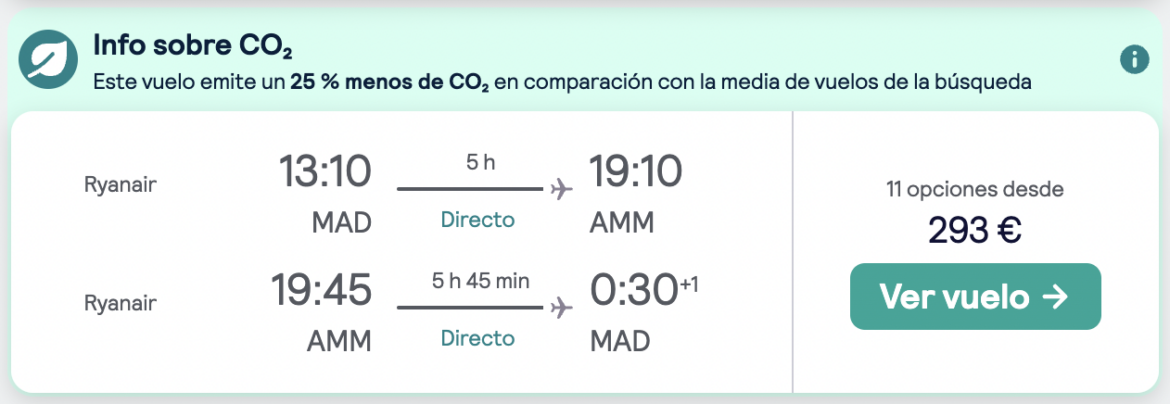 Info sobre CO₂
Este vuelo emite un 25 % menos de CO₂ en comparación con la media de vuelos de la búsqueda
Ryanair
13:10
5 h
19:10
MAD
Directo
AMM
Ryanair
19:45
5 h 45 min
0:30+1
AMM
Directo
MAD
11 opciones desde
293 €
Ver vuelo →